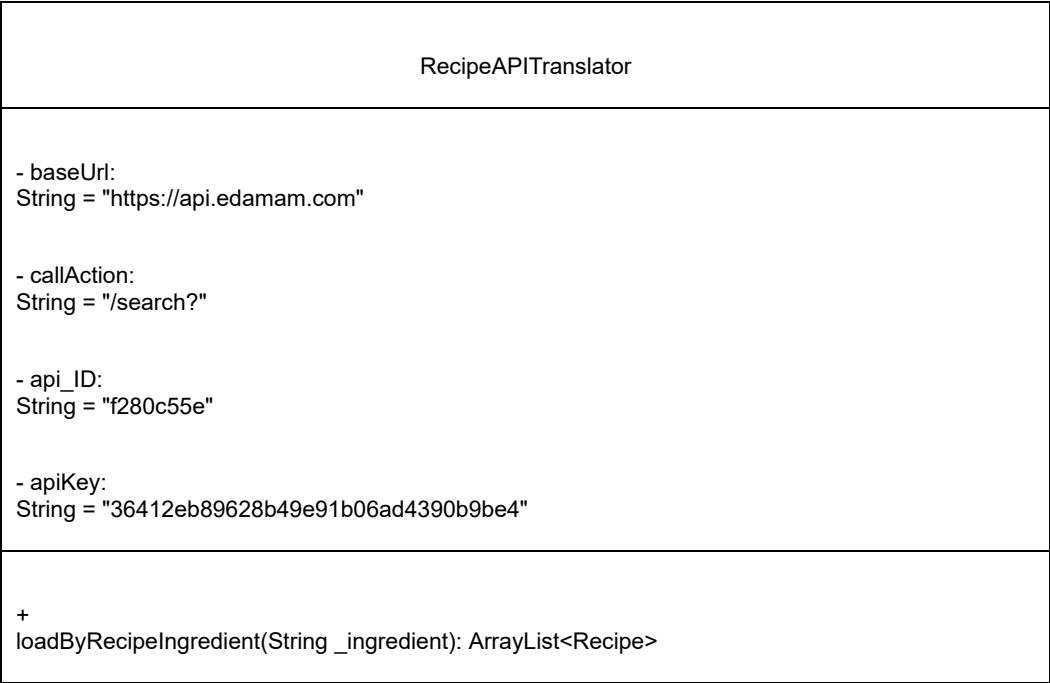 RecipeAPITranslator
- baseUrl:
String = "https://api.edamam.com"
- callAction:
String = "/search?"
- api_ID:
String = "f280c55e"
- apiKey:
String = "36412eb89628b49e91b06ad4390b9be4"
+
loadByRecipeIngredient(String _ingredient): ArrayList<Recipe>